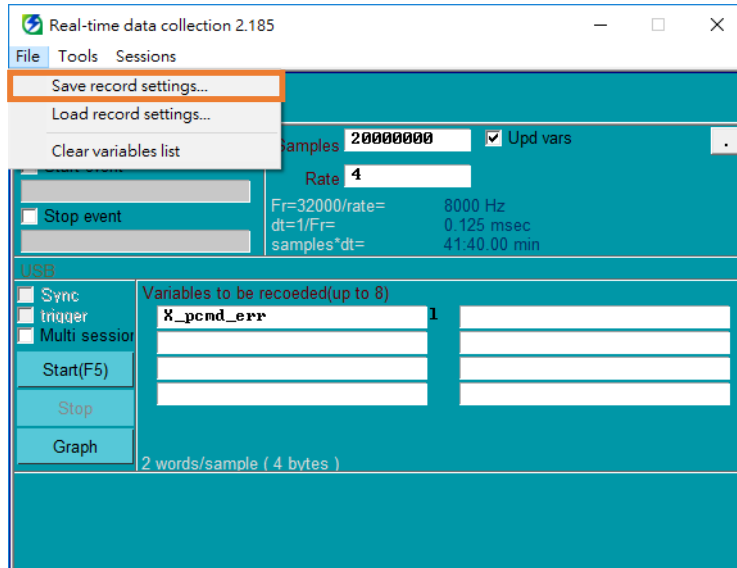 Real-time data collection 2.185
File Tools Sessions
Save record settings...
Load record settings...
Clear variables list
Samples 20000000 Upd vars .
Start event
Rate 4
Stop event
Fr=32000/rate= 8000 Hz
dt=1/Fr= 0.125 msec
samples*dt= 41:40.00 min
USB
Sync
trigger
Multi session
Variables to be recoeded(up to 8)
X_pcmd_err 1
Start(F5)
Stop
Graph
2 words/sample ( 4 bytes )